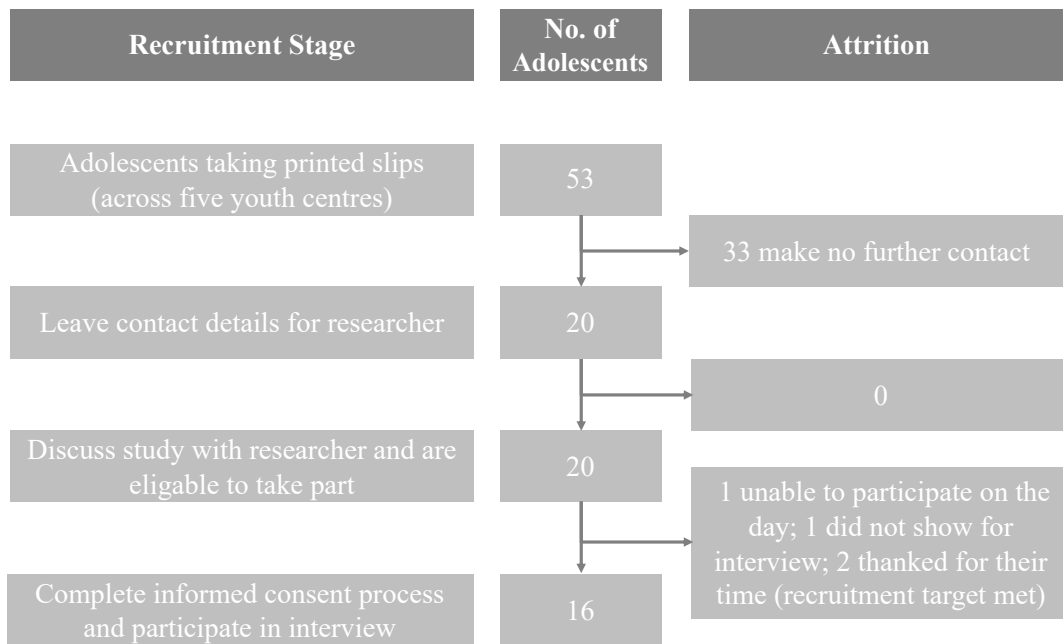 Recruitment Stage
No. of
Adolescents
Attrition
Adolescents taking printed slips
(across five youth centres)
53
33 make no further contact
Leave contact details for researcher
20
0
Discuss study with researcher and are
eligable to take part
20
1 unable to participate on the
day; 1 did not show for
interview; 2 thanked for their
time (recruitment target met)
Complete informed consent process
and participate in interview
16